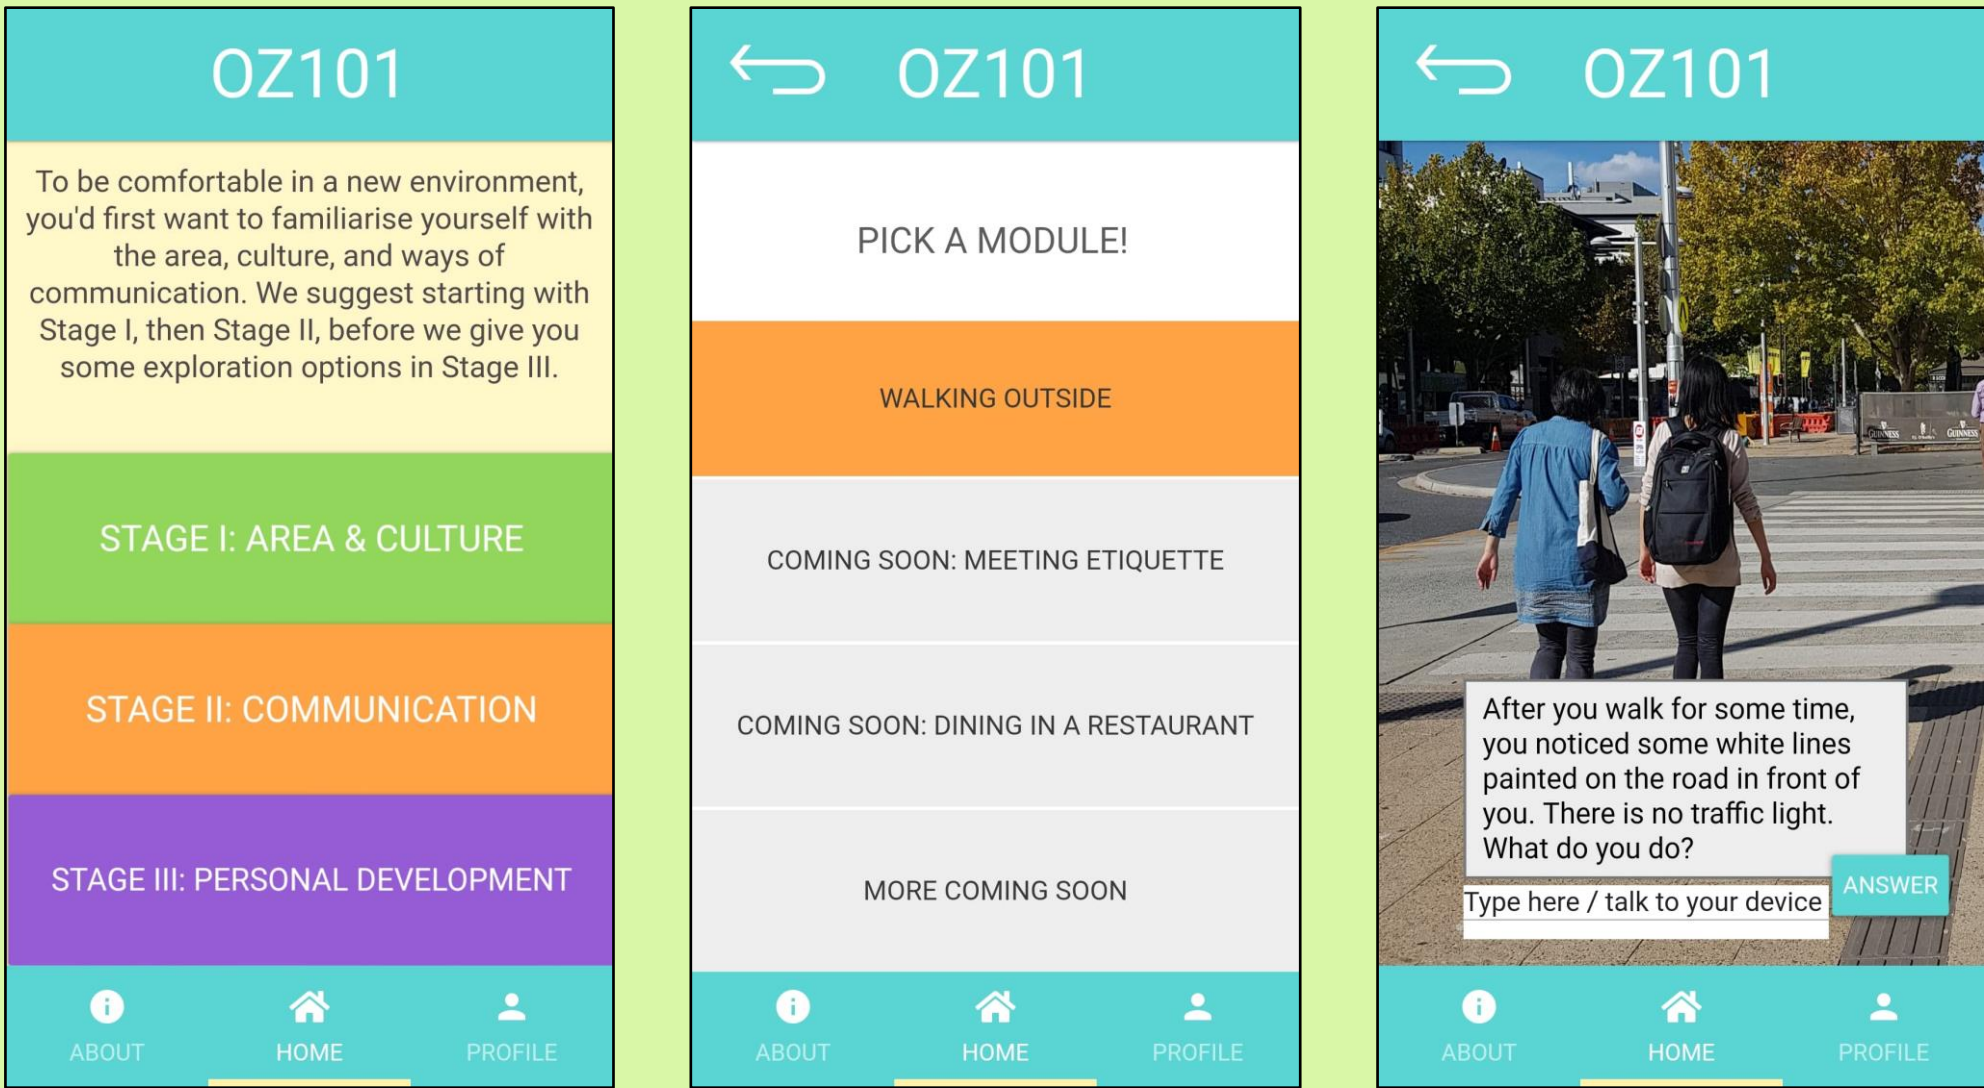 OZ101
To be comfortable in a new environment,
you'd first want to familiarise yourself with
the area, culture, and ways of
communication. We suggest starting with
Stage I, then Stage II, before we give you
some exploration options in Stage III.
STAGE I: AREA & CULTURE
STAGE II: COMMUNICATION
STAGE III: PERSONAL DEVELOPMENT
ABOUT
HOME
PROFILE
OZ101
PICK A MODULE!
WALKING OUTSIDE
COMING SOON: MEETING ETIQUETTE
COMING SOON: DINING IN A RESTAURANT
MORE COMING SOON
ABOUT
HOME
PROFILE
OZ101
GUINNESS
GUINNESS
After you walk for some time,
you noticed some white lines
painted on the road in front of
you. There is no traffic light.
What do you do?
ANSWER
Type here / talk to your device
ABOUT
HOME
PROFILE